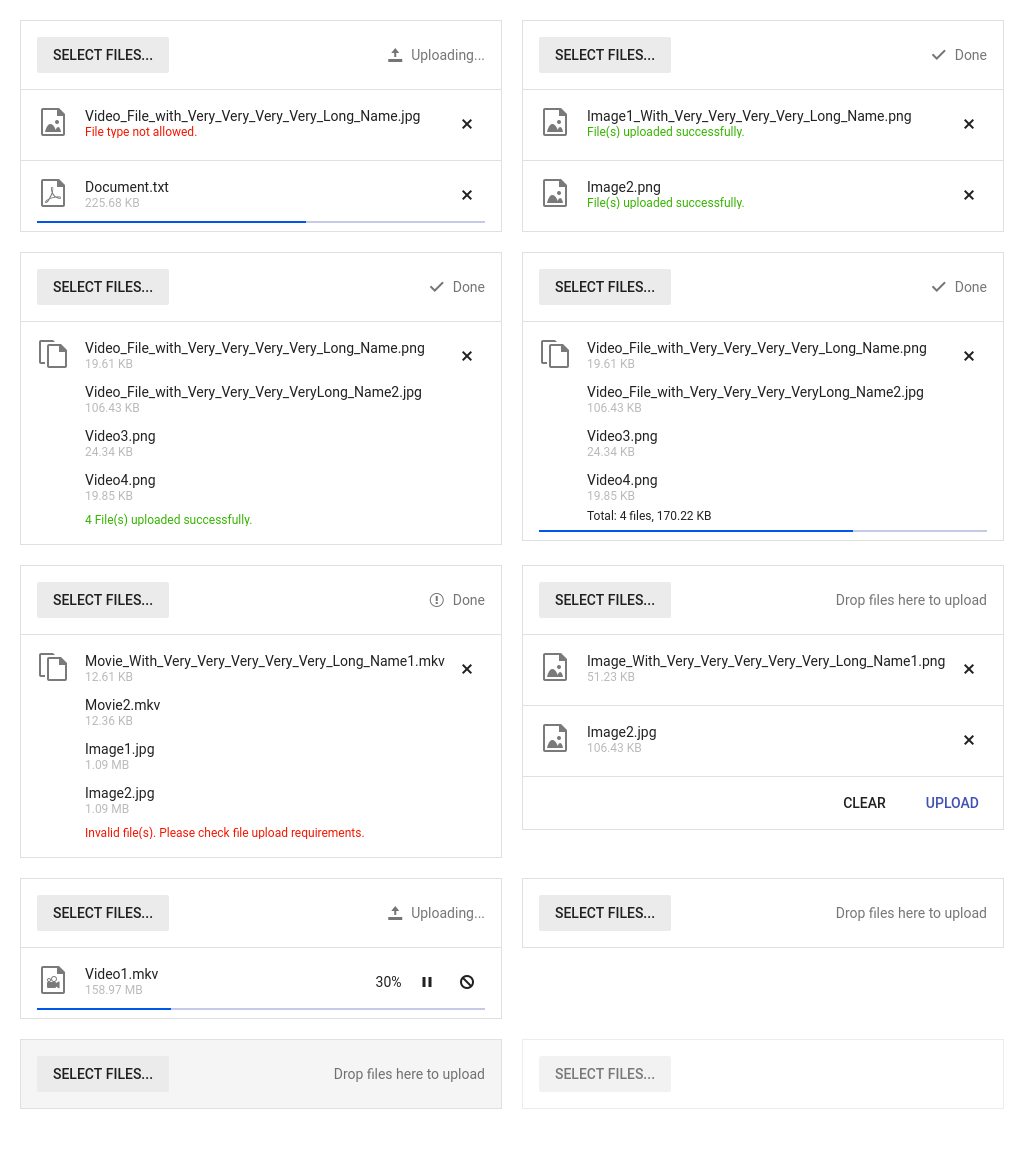 SELECT FILES...
Uploading...
Video_File_with_Very_Very_Very_Very_Long_Name.jpg
File type not allowed.
Document.txt
225.68 KB
SELECT FILES...
Done
Image1_With_Very_Very_Very_Very_Long_Name.png
File(s) uploaded successfully.
Image2.png
File(s) uploaded successfully.
SELECT FILES...
Done
Video_File_with_Very_Very_Very_Very_Long_Name.png
19.61 KB
Video_File_with_Very_Very_Very_VeryLong_Name2.jpg
106.43 KB
Video3.png
24.34 KB
Video4.png
19.85 KB
4 File(s) uploaded successfully.
SELECT FILES...
Done
Video_File_with_Very_Very_Very_Very_Long_Name.png
19.61 KB
Video_File_with_Very_Very_Very_VeryLong_Name2.jpg
106.43 KB
Video3.png
24.34 KB
Video4.png
19.85 KB
Total: 4 files, 170.22 KB
SELECT FILES...
Done
Movie_With_Very_Very_Very_Very_Very_Long_Name1.mkv
12.61 KB
Movie2.mkv
12.36 KB
Image1.jpg
1.09 MB
Image2.jpg
1.09 MB
Invalid file(s). Please check file upload requirements.
SELECT FILES...
Drop files here to upload
Image_With_Very_Very_Very_Very_Very_Long_Name1.png
51.23 KB
Image2.jpg
106.43 KB
CLEAR
UPLOAD
SELECT FILES...
Uploading...
Video1.mkv
158.97 MB
30%
SELECT FILES...
Drop files here to upload
SELECT FILES...
Drop files here to upload
SELECT FILES...